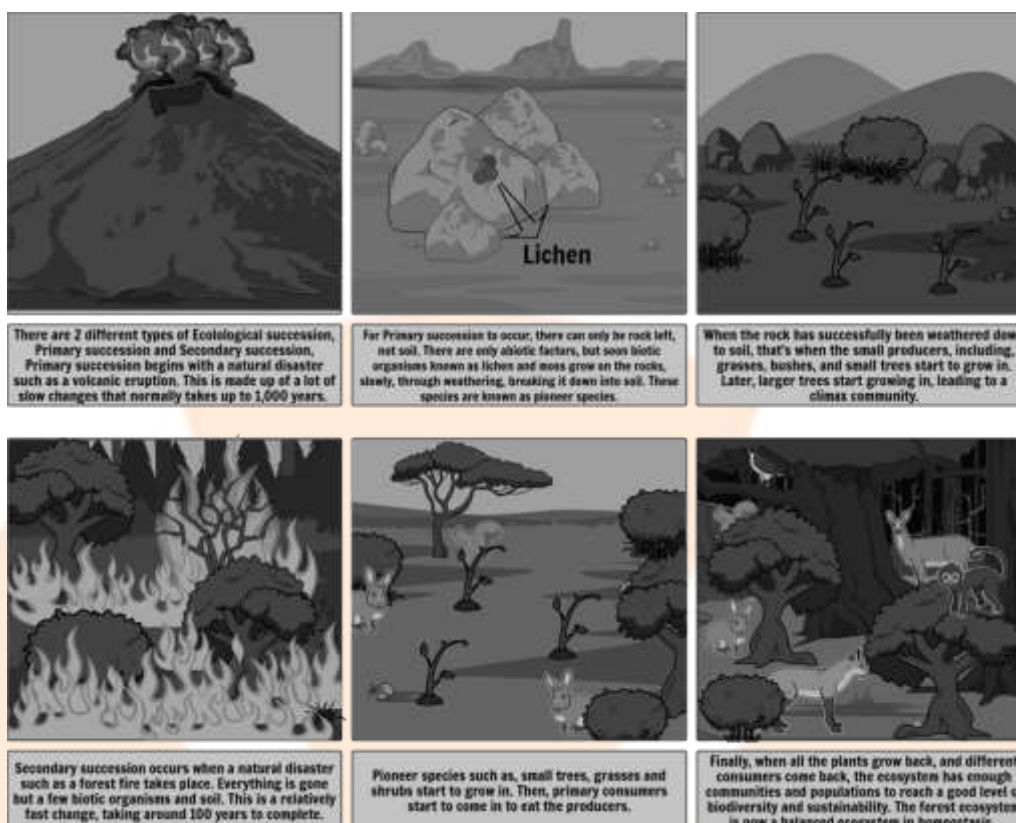 Lichen
There are 2 different types of Ecolological succession,
Primary succession and Secondary succession,
Primary succession begins with a natural disaster
such as a volcanic eruption. This is made up of a lot of
slow changes that normally takes up to 1,000 years.
For Primary succession to occur, there can only be rock left,
not soil. There are only abiotic factors, but soon biotic
organisms known as lichen and moss grow on the rocks,
slowly, through weathering, breaking it down into soil. These
species are known as pioneer species.
When the rock has successfully been weathered down
to soil, that's when the small producers, including,
grasses, bushes, and small trees start to grow in.
Later, larger trees start growing in, leading to a
climax community.
Secondary succession occurs when a natural disaster
such as a forest fire takes place. Everything is gone
but a few biotic organisms and soil. This is a relatively
fast change, taking around 100 years to complete.
Pioneer species such as, small trees, grasses and
shrubs start to grow in. Then, primary consumers
start to come in to eat the producers.
Finally, when all the plants grow back, and different
consumers come back, the ecosystem has enough
communities and populations to reach a good level of
biodiversity and sustainability. The forest ecosystem
is now a balanced ecosystem in homeostasis.